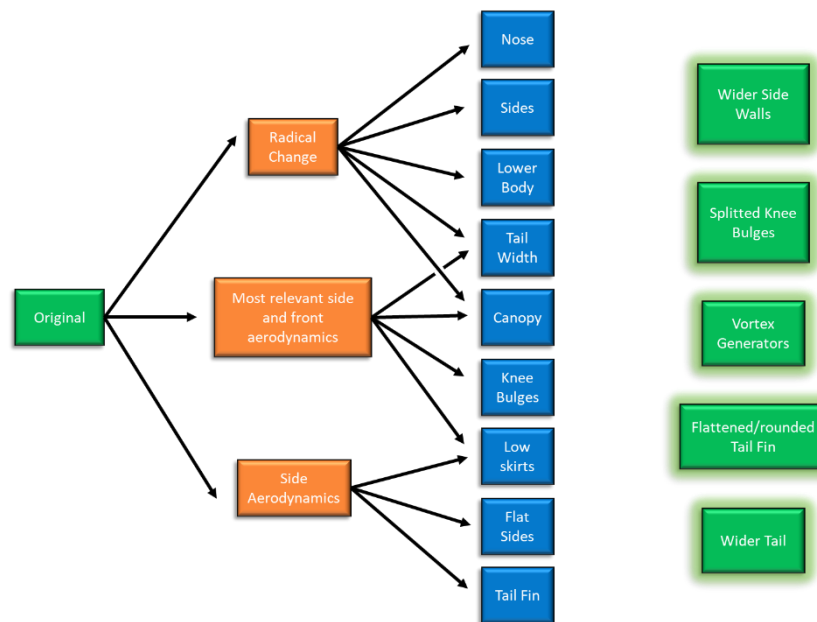 Original
Radical
Change
Most relevant side
and front
aerodynamics
Side
Aerodynamics
Nose
Sides
Lower
Body
Tail
Width
Canopy
Knee
Bulges
Low
skirts
Flat
Sides
Tail Fin
Wider Side
Walls
Splitted Knee
Bulges
Vortex
Generators
Flattened/rounded
Tail Fin
Wider Tail